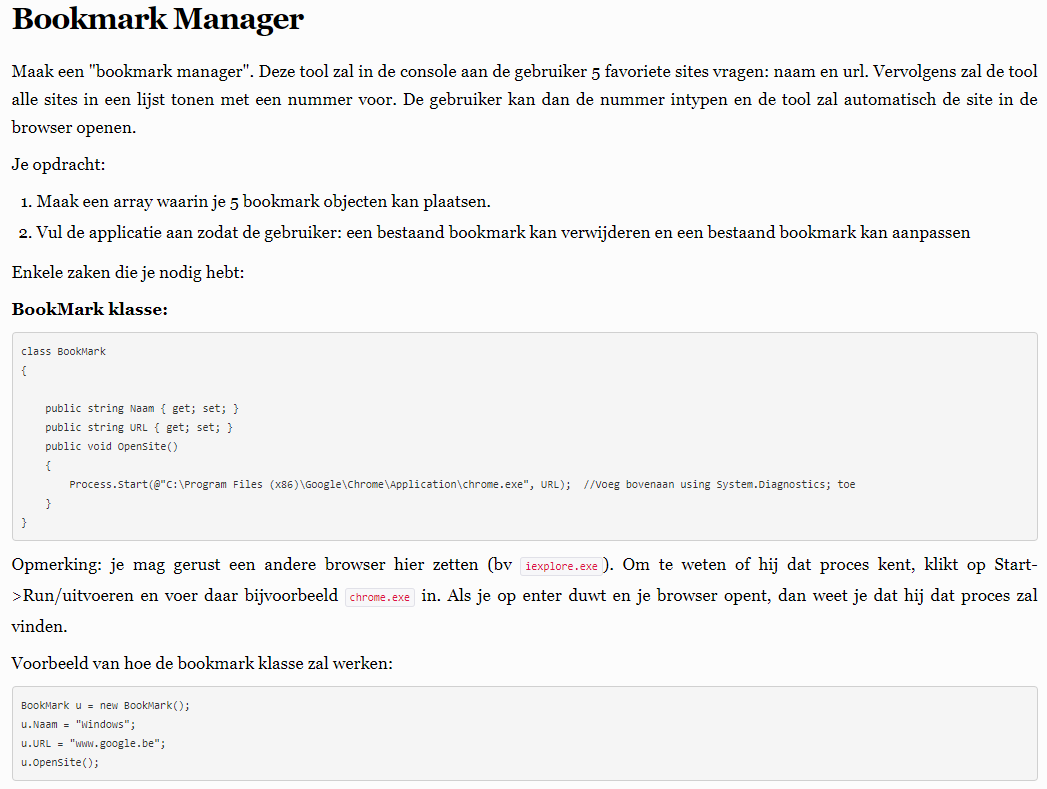 Bookmark Manager
Maak een "bookmark manager". Deze tool zal in de console aan de gebruiker 5 favoriete sites vragen: naam en url. Vervolgens zal de tool
alle sites in een lijst tonen met een nummer voor. De gebruiker kan dan de nummer intypen en de tool zal automatisch de site in de
browser openen.
Je opdracht:
1. Maak een array waarin je 5 bookmark objecten kan plaatsen.
2. Vul de applicatie aan zodat de gebruiker: een bestaand bookmark kan verwijderen en een bestaand bookmark kan aanpassen
Enkele zaken die je nodig hebt:
BookMark klasse:
class BookMark
{
public string Naam { get; set; }
public string URL { get; set; }
public void OpenSite()
{
Process.Start(@"C:\Program Files (x86)\Google\Chrome\Application\chrome.exe", URL);  //Voeg bovenaan using System.Diagnostics; toe
}
}
Opmerking: je mag gerust een andere browser hier zetten (bv iexplore.exe). Om te weten of hij dat proces kent, klikt op Start-
>Run/uitvoeren en voer daar bijvoorbeeld chrome.exe in. Als je op enter duwt en je browser opent, dan weet je dat hij dat proces zal
vinden.
Voorbeeld van hoe de bookmark klasse zal werken:
BookMark u = new BookMark();
u.Naam = "Windows";
u.URL = "www.google.be";
u.OpenSite();